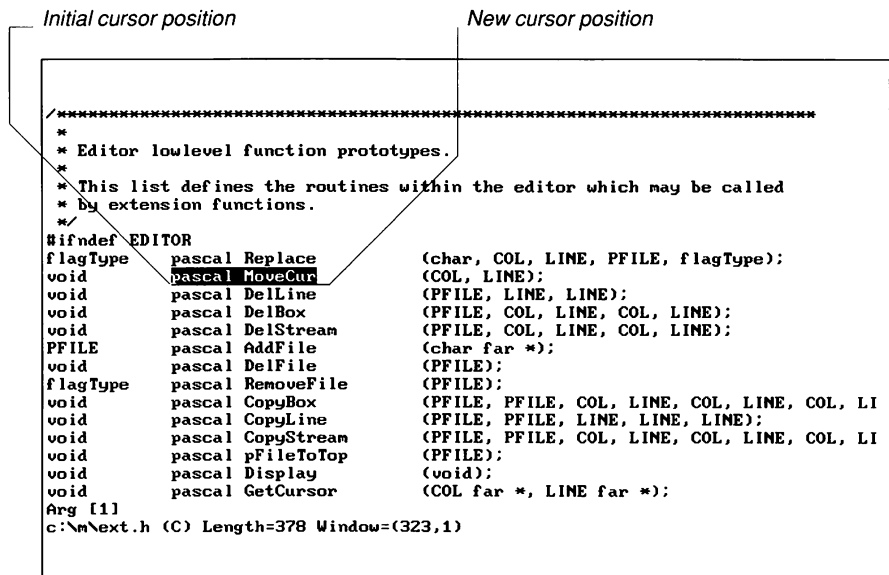 Initial cursor position
New cursor position
/*************************************************************************
*
* Editor lowlevel function prototypes.
*
* This list defines the routines within the editor which may be called
* by extension functions.
*/
#ifndef EDITOR
flagType pascal Replace (char, COL, LINE, PFILE, flagType);
void pascal MoveCur (COL, LINE);
void pascal DelLine (PFILE, LINE, LINE);
void pascal DelBox (PFILE, COL, LINE, COL, LINE);
void pascal DelStream (PFILE, COL, LINE, COL, LINE);
PFILE pascal AddFile (char far *);
void pascal DelFile (PFILE);
flagType pascal RemoveFile (PFILE);
void pascal CopyBox (PFILE, PFILE, COL, LINE, COL, LINE, COL, LI
void pascal CopyLine (PFILE, PFILE, LINE, LINE, LINE);
void pascal CopyStream (PFILE, PFILE, COL, LINE, COL, LINE, COL, LI
void pascal pFileToTop (PFILE);
void pascal Display (void);
void pascal GetCursor (COL far *, LINE far *);
Arg [1]
c:\m\ext.h (C) Length=378 Window=(323,1)